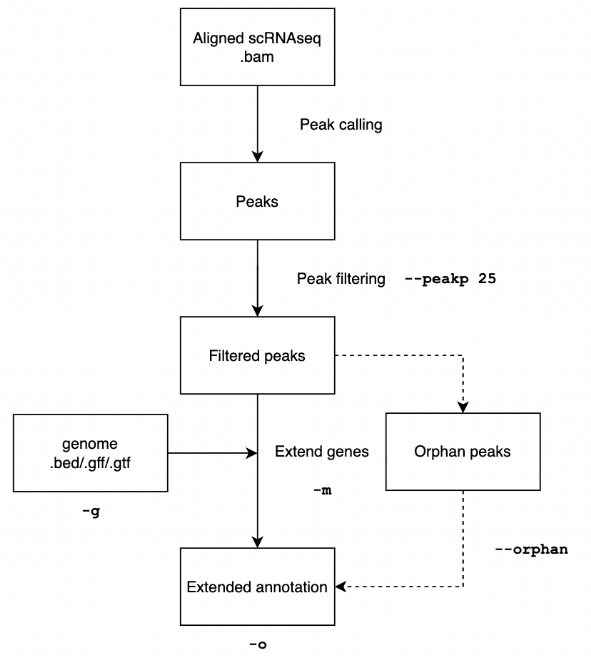 Aligned scRNAseq
.bam
Peak calling
Peaks
Peak filtering --peakp 25
Filtered peaks
genome
.bed/.gff/.gtf
-g
Extend genes
-m
Orphan peaks
--orphan
Extended annotation
-o